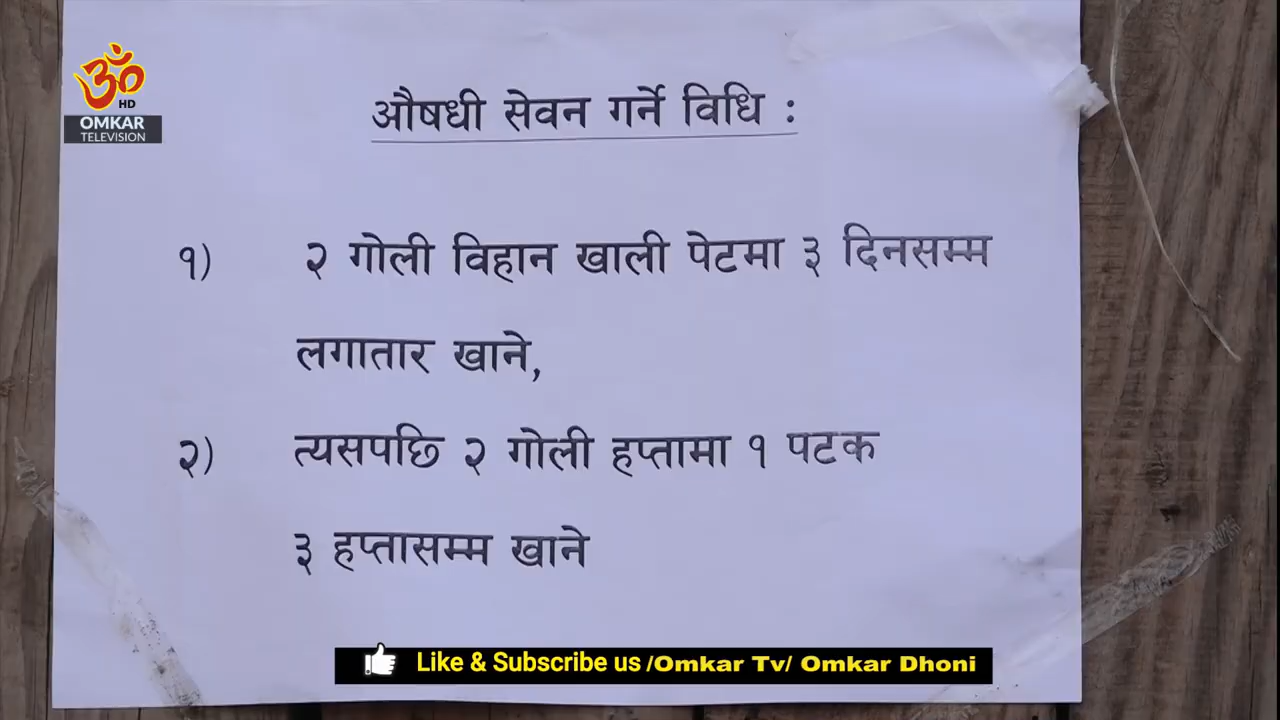 ॐ
HD
OMKAR
TELEVISION
औषधी सेवन गर्ने विधि :
१) २ गोली विहान खाली पेटमा ३ दिनसम्म
लगातार खाने,
२) त्यसपछि २ गोली हप्तामा १ पटक
३ हप्तासम्म खाने
Like & Subscribe us /Omkar Tv/ Omkar Dhoni